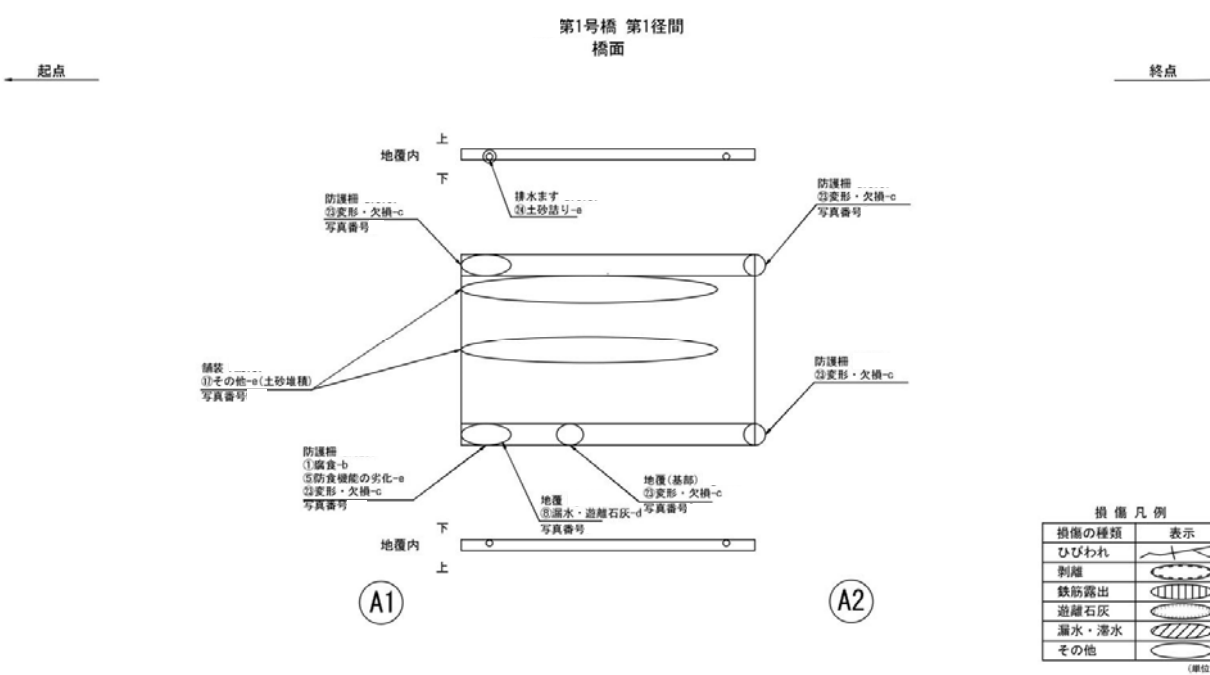 第1号橋 第1径間
橋面
起点
終点
上
地覆内
下
排水ます
㉔土砂詰り-e
防護柵
㉓変形・欠損-c
写真番号
防護柵
㉓変形・欠損-c
写真番号
舗装
⑰その他-e(土砂堆積)
写真番号
防護柵
㉓変形・欠損-c
防護柵
①腐食-b
⑤防食機能の劣化-e
㉓変形・欠損-c
写真番号
地覆
⑧漏水・遊離石灰-d
写真番号
地覆(基部)
㉓変形・欠損-c
写真番号
下
地覆内
上
A1
A2
損傷凡例
損傷の種類 表示
ひびわれ
剥離
鉄筋露出
遊離石灰
漏水・滞水
その他
(単位